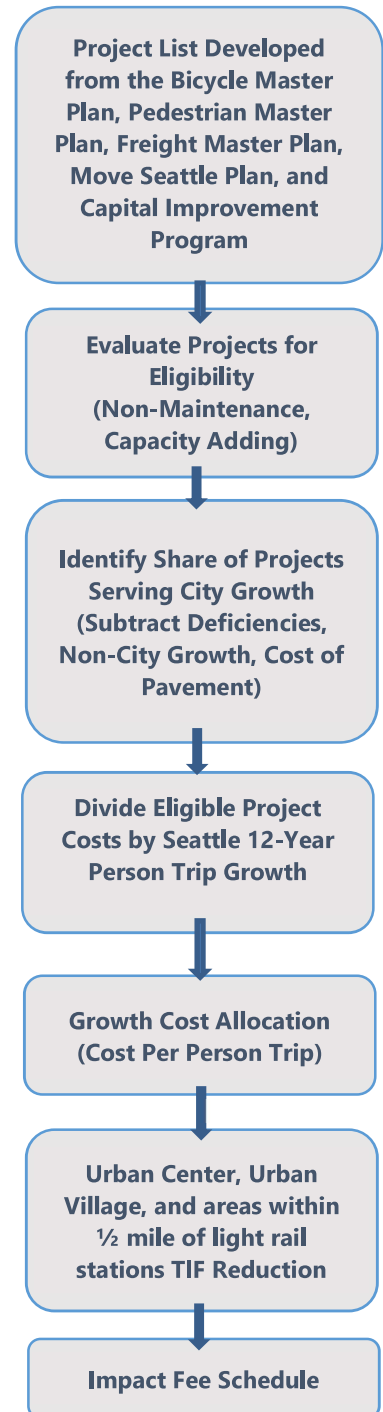 Project List Developed
from the Bicycle Master
Plan, Pedestrian Master
Plan, Freight Master Plan,
Move Seattle Plan, and
Capital Improvement
Program
Evaluate Projects for
Eligibility
(Non-Maintenance,
Capacity Adding)
Identify Share of Projects
Serving City Growth
(Subtract Deficiencies,
Non-City Growth, Cost of
Pavement)
Divide Eligible Project
Costs by Seattle 12-Year
Person Trip Growth
Growth Cost Allocation
(Cost Per Person Trip)
Urban Center, Urban
Village, and areas within
½ mile of light rail
stations TIF Reduction
Impact Fee Schedule